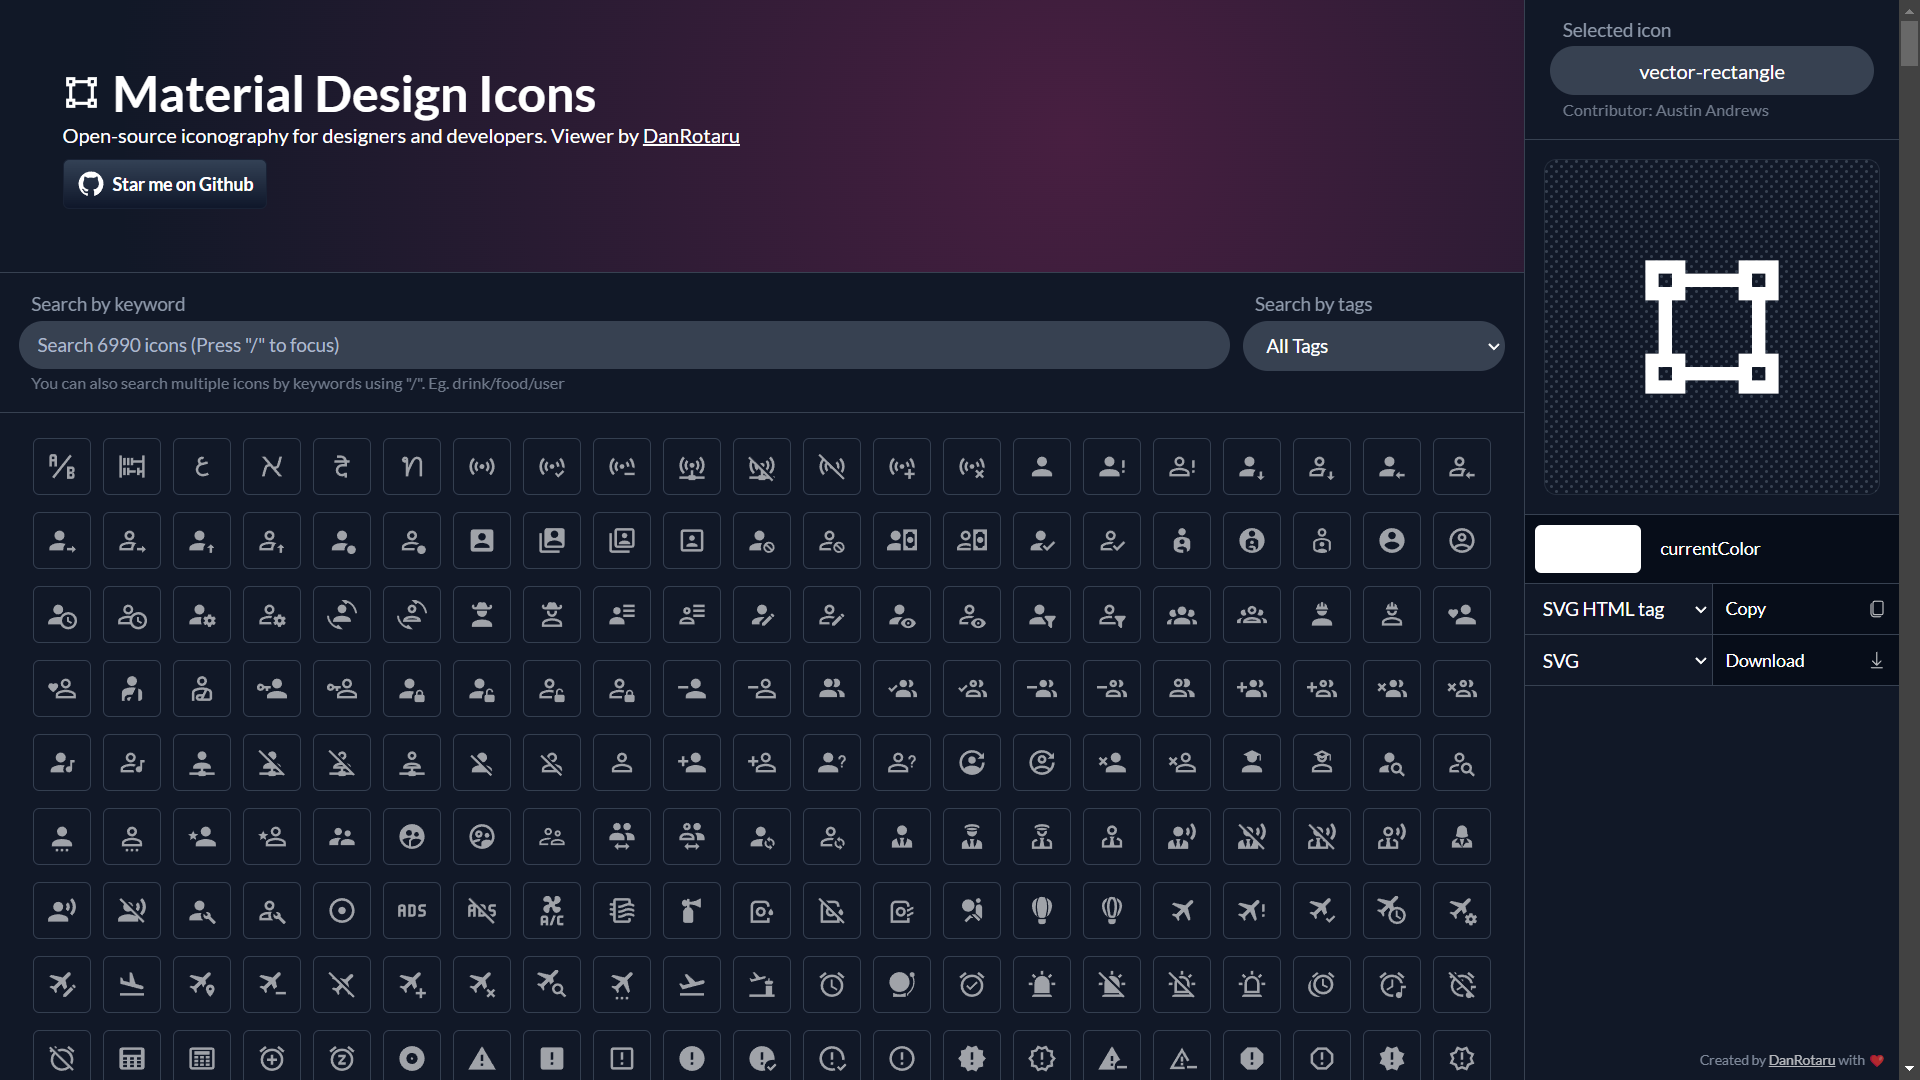 Material Design Icons
Open-source iconography for designers and developers. Viewer by DanRotaru
Star me on Github
Search by keyword
Search 6990 icons (Press "/" to focus)
You can also search multiple icons by keywords using "/". Eg. drink/food/user
Search by tags
All Tags
A/B
ADS
ADS
A/C
Selected icon
vector-rectangle
Contributor: Austin Andrews
currentColor
SVG HTML tag
Copy
SVG
Download
Created by DanRotaru with